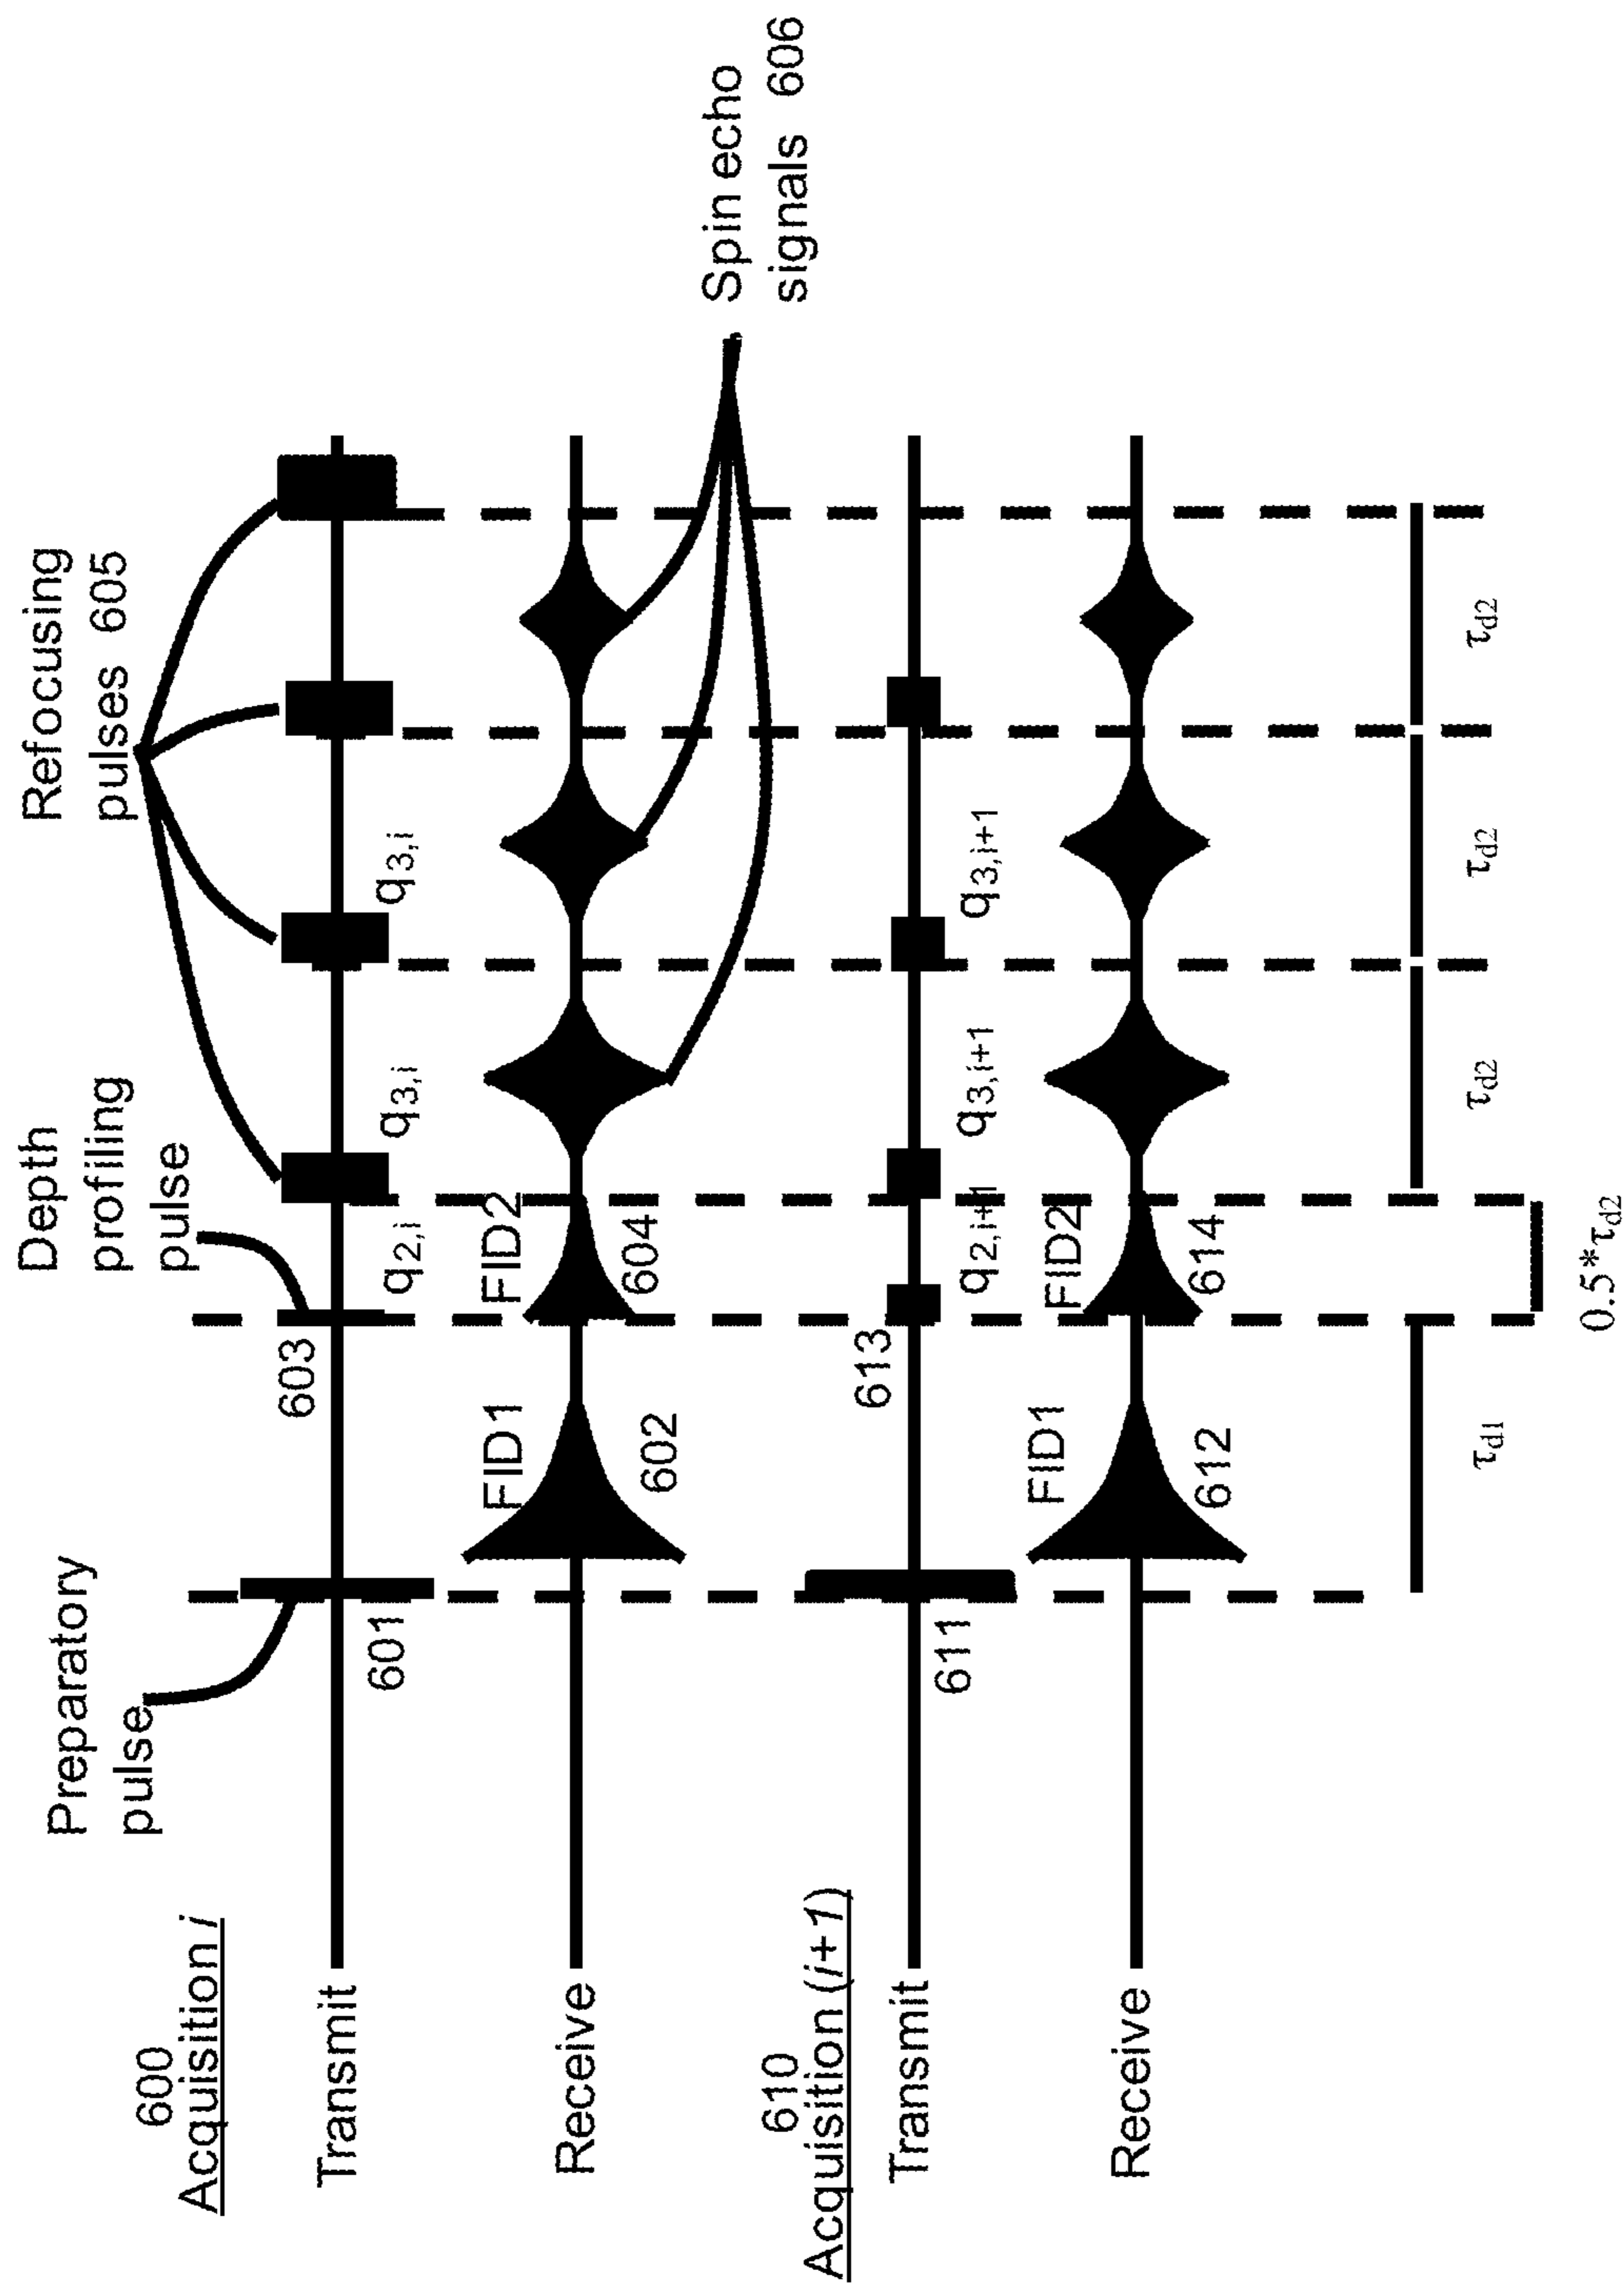 Preparatory
pulse
Depth
profiling
pulse
Refocusing
pulses 605
600
Acquisition i
Transmit
601
603
q2,i
q3,i
q3,i
Receive
FID1
602
FID2
604
Spin echo
signals 606
610
Acquisition (i+1)
Transmit
611
613
q2,i+1
q3,i+1
q3,i+1
Receive
FID1
612
FID2
614
τd1
τd2
τd2
τd2
0.5*τd2